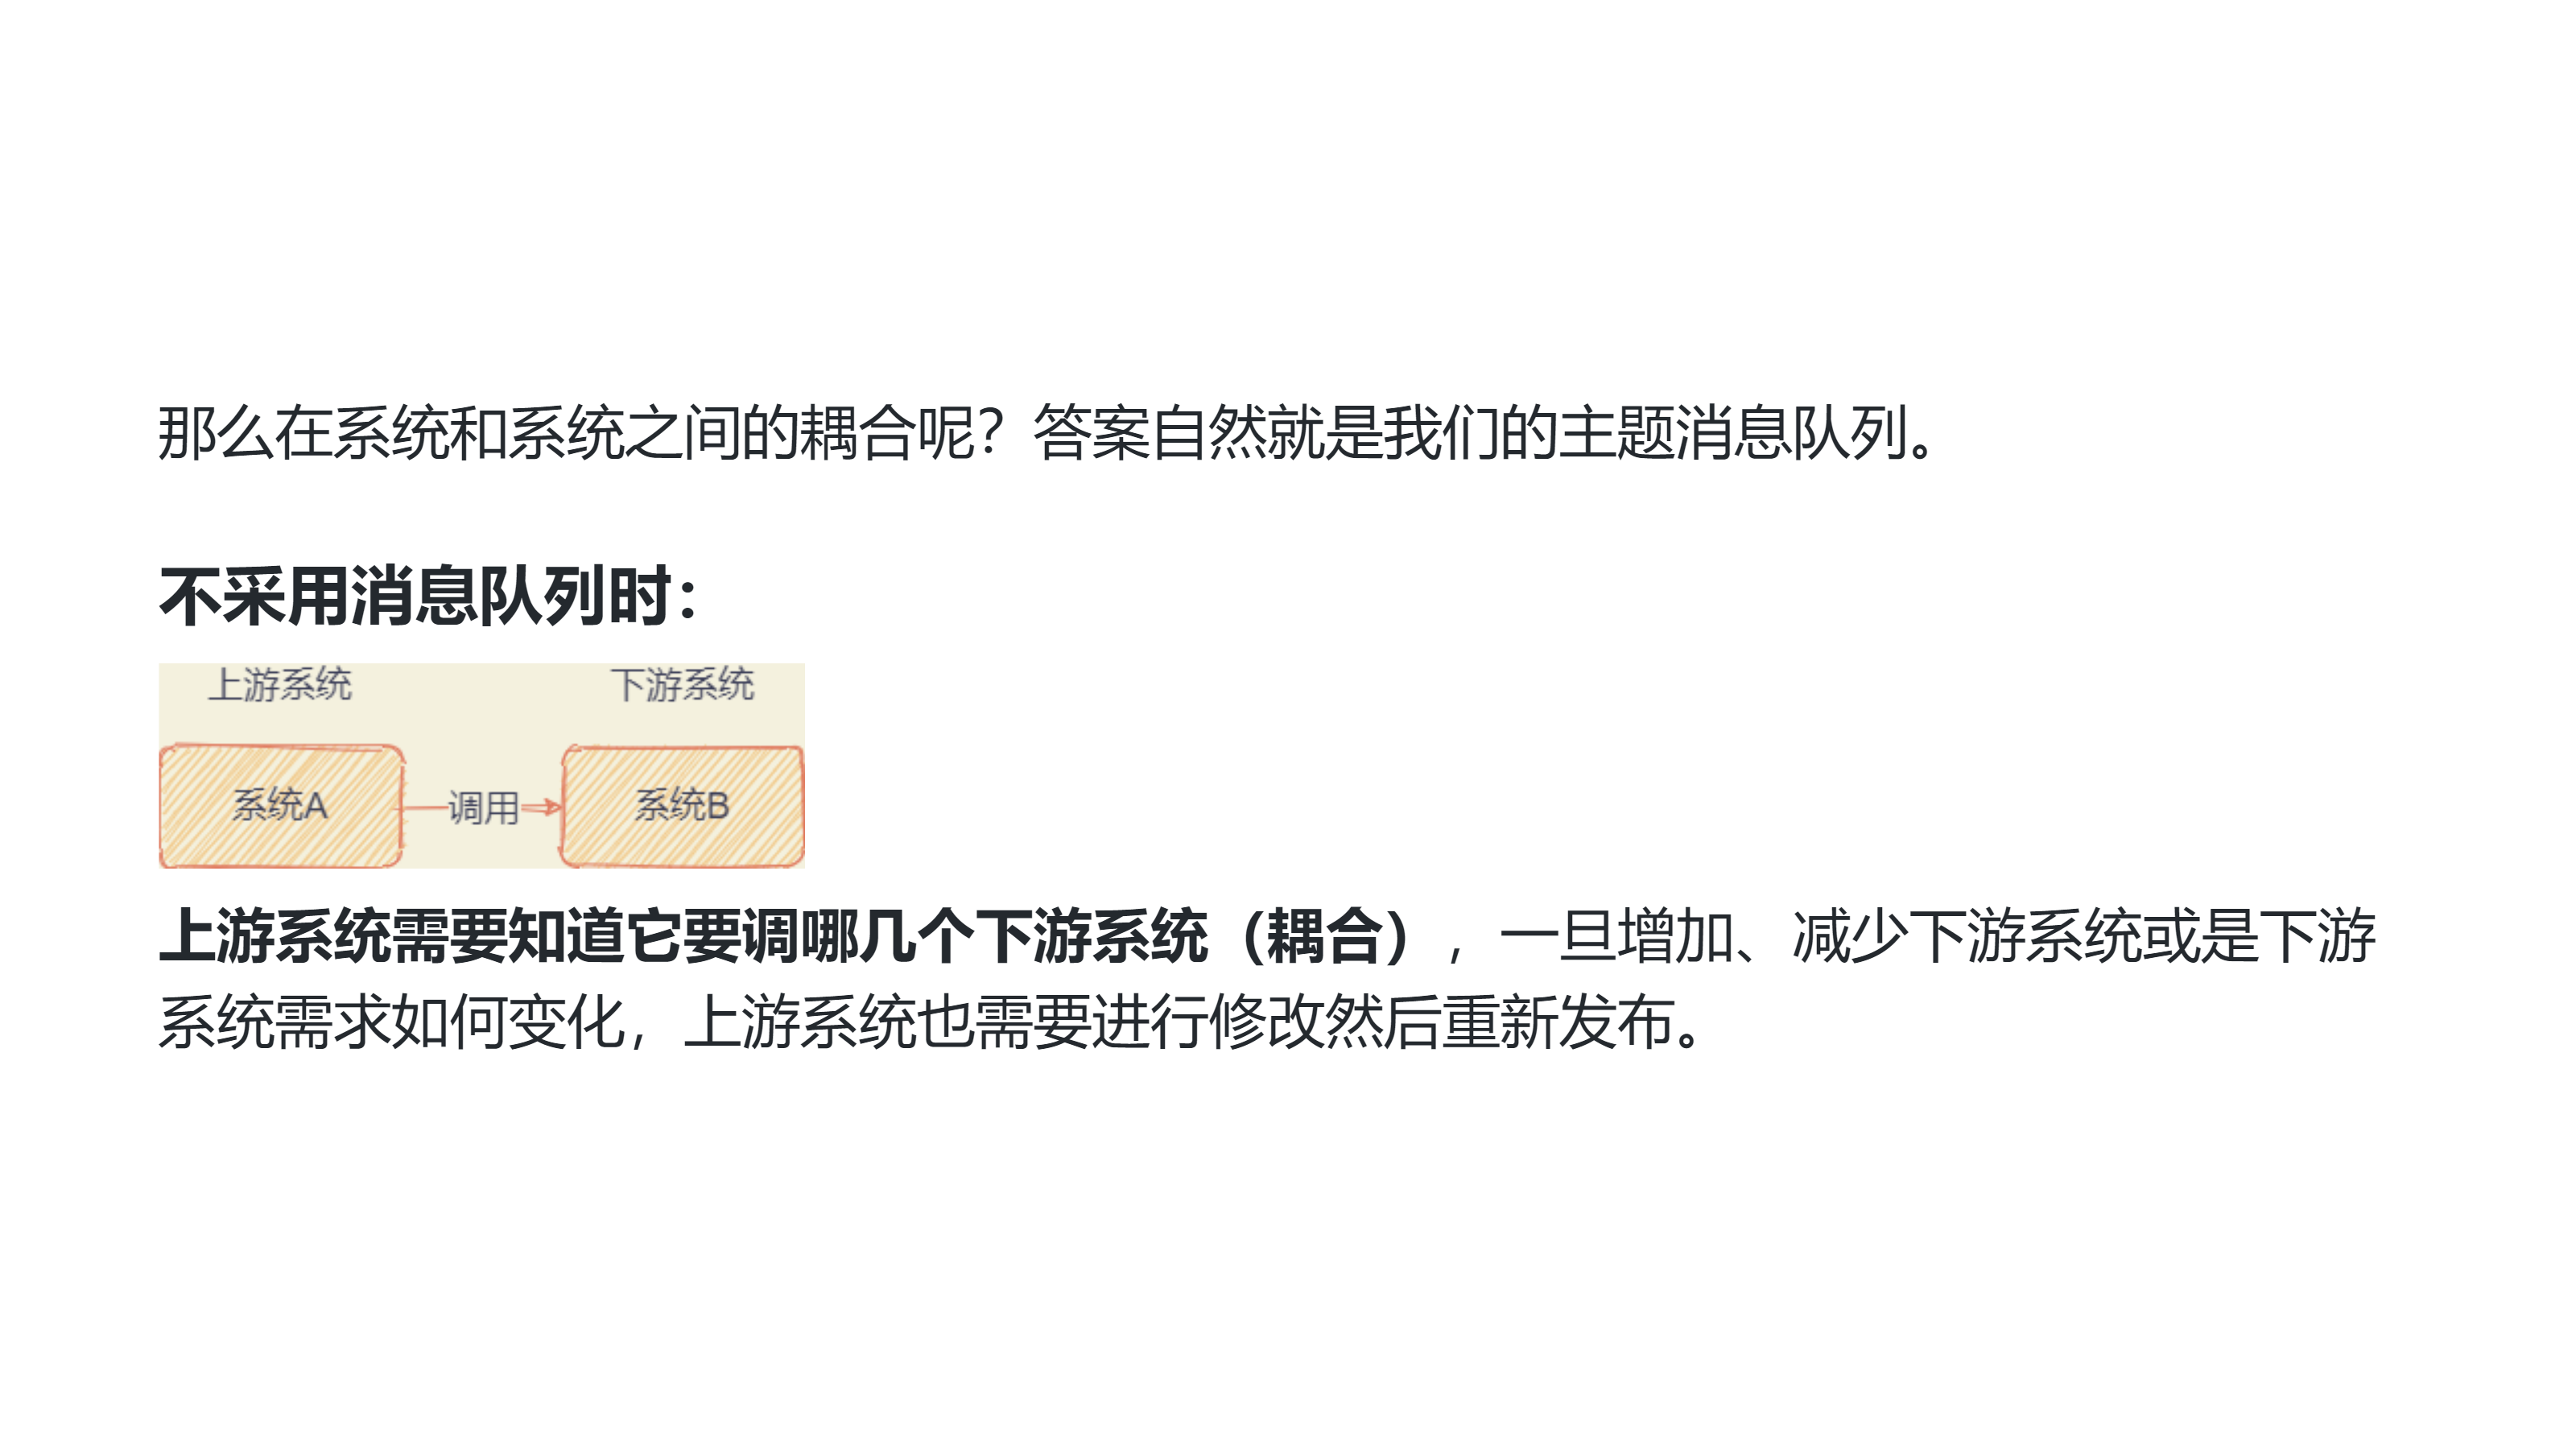 那么在系统和系统之间的耦合呢？答案自然就是我们的主题消息队列。
不采用消息队列时：
上游系统 下游系统
系统A 调用 系统B
上游系统需要知道它要调哪几个下游系统（耦合），一旦增加、减少下游系统或是下游
系统需求如何变化，上游系统也需要进行修改然后重新发布。